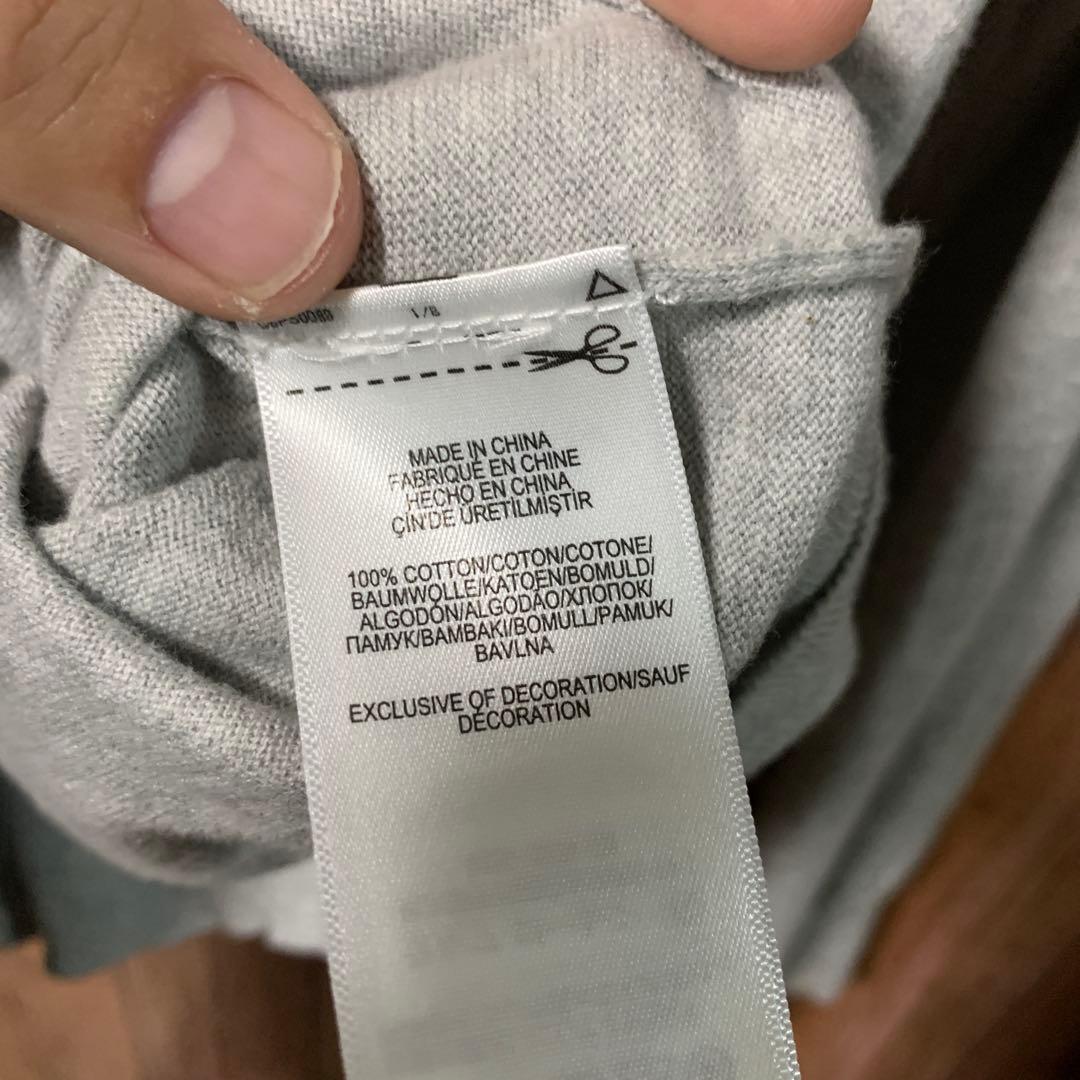 1/8
MADE IN CHINA
FABRIQUÉ EN CHINE
HECHO EN CHINA
ÇİN'DE ÜRETİLMİŞTİR
100% COTTON/COTON/COTONE/
BAUMWOLLE/KATOEN/BOMULD/
ALGODÓN/ALGODÃO/ХЛОПОК/
ПАМУК/BAMBAKI/BOMULL/PAMUK/
BAVLNA
EXCLUSIVE OF DECORATION/SAUF
DÉCORATION